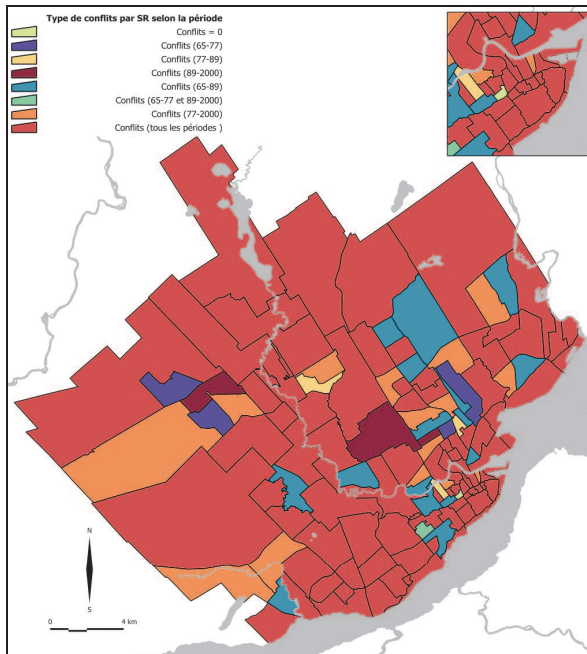 Type de conflits par SR selon la période
Conflits = 0
Conflits (65-77)
Conflits (77-89)
Conflits (89-2000)
Conflits (65-89)
Conflits (65-77 et 89-2000)
Conflits (77-2000)
Conflits (tous les périodes )
N
S
0 4 km